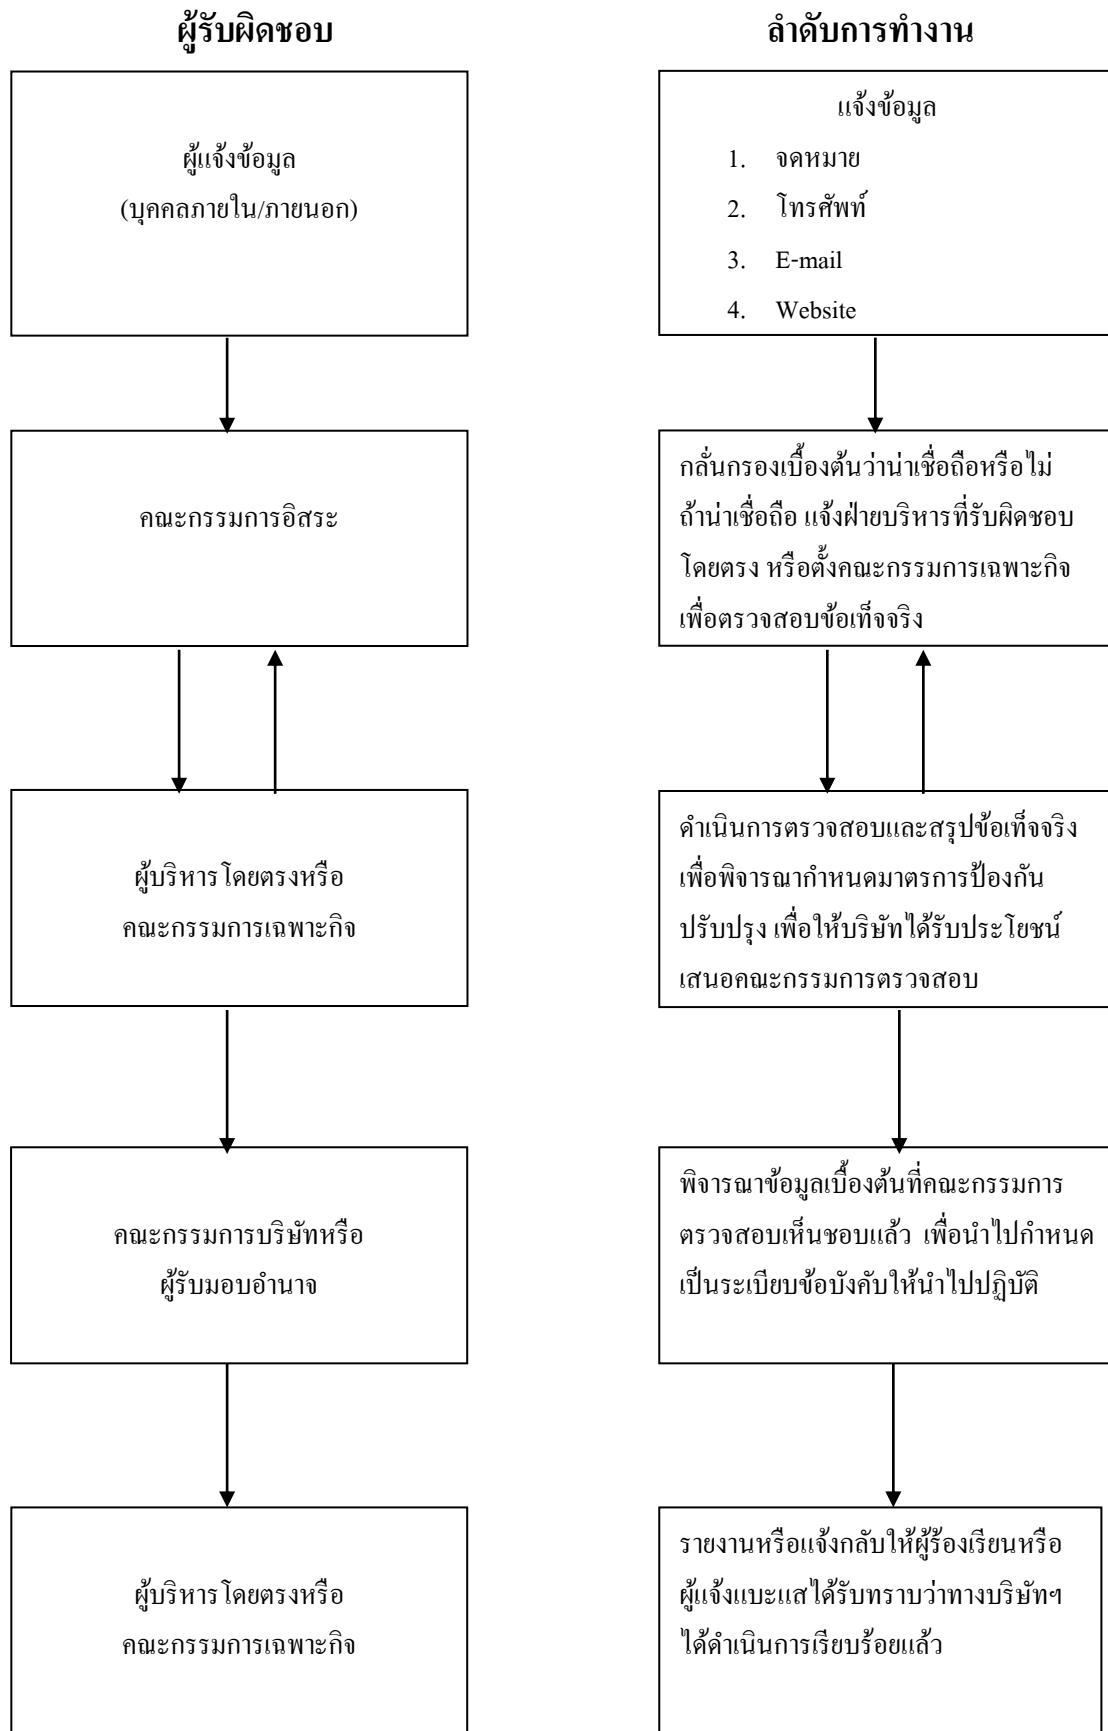 ผู้รับผิดชอบ
ลำดับการทำงาน
ผู้แจ้งข้อมูล
(บุคคลภายใน/ภายนอก)
แจ้งข้อมูล
1. จดหมาย
2. โทรศัพท์
3. E-mail
4. Website
คณะกรรมการอิสระ
กลั่นกรองเบื้องต้นว่าน่าเชื่อถือหรือไม่
ถ้าน่าเชื่อถือ แจ้งฝ่ายบริหารที่รับผิดชอบ
โดยตรง หรือตั้งคณะกรรมการเฉพาะกิจ
เพื่อตรวจสอบข้อเท็จจริง
ผู้บริหารโดยตรงหรือ
คณะกรรมการเฉพาะกิจ
ดำเนินการตรวจสอบและสรุปข้อเท็จจริง
เพื่อพิจารณากำหนดมาตรการป้องกัน
ปรับปรุง เพื่อให้บริษัทได้รับประโยชน์
เสนอคณะกรรมการตรวจสอบ
คณะกรรมการบริษัทหรือ
ผู้รับมอบอำนาจ
พิจารณาข้อมูลเบื้องต้นที่คณะกรรมการ
ตรวจสอบเห็นชอบแล้ว เพื่อนำไปกำหนด
เป็นระเบียบข้อบังคับให้นำไปปฏิบัติ
ผู้บริหารโดยตรงหรือ
คณะกรรมการเฉพาะกิจ
รายงานหรือแจ้งกลับให้ผู้ร้องเรียนหรือ
ผู้แจ้งแบะแสได้รับทราบว่าทางบริษัทฯ
ได้ดำเนินการเรียบร้อยแล้ว